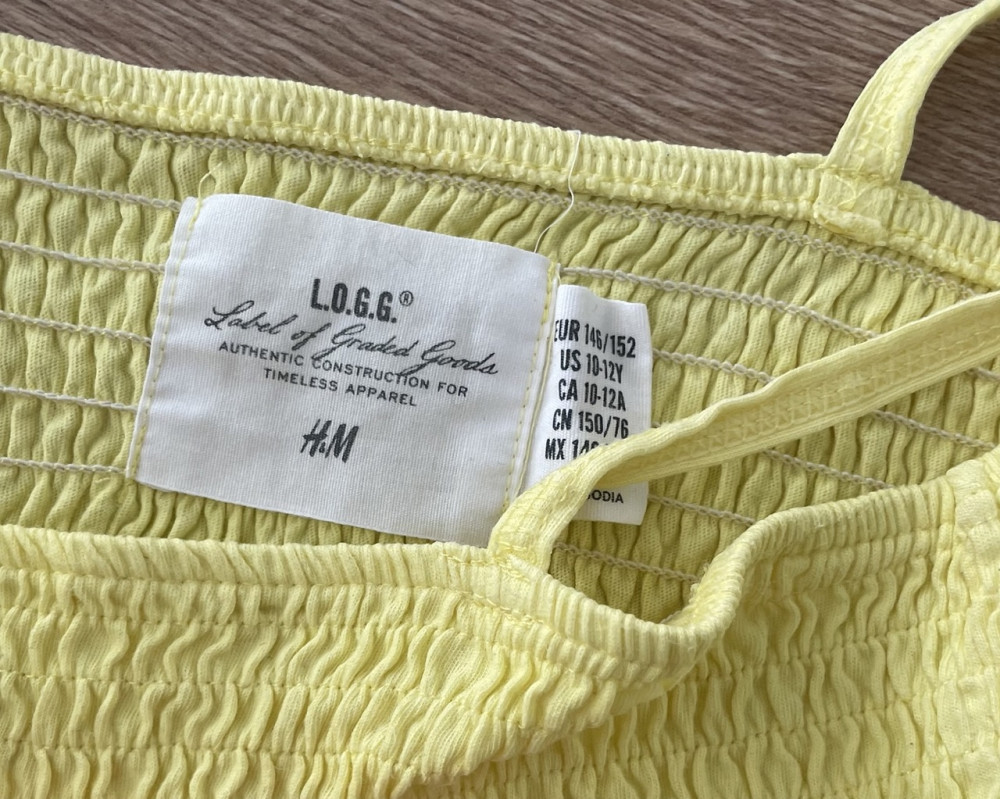 L.O.G.G.®
Label of Graded Goods
AUTHENTIC CONSTRUCTION FOR
TIMELESS APPAREL
H&M
EUR 146/152
US 10-12Y
CA 10-12A
CN 150/76
MX